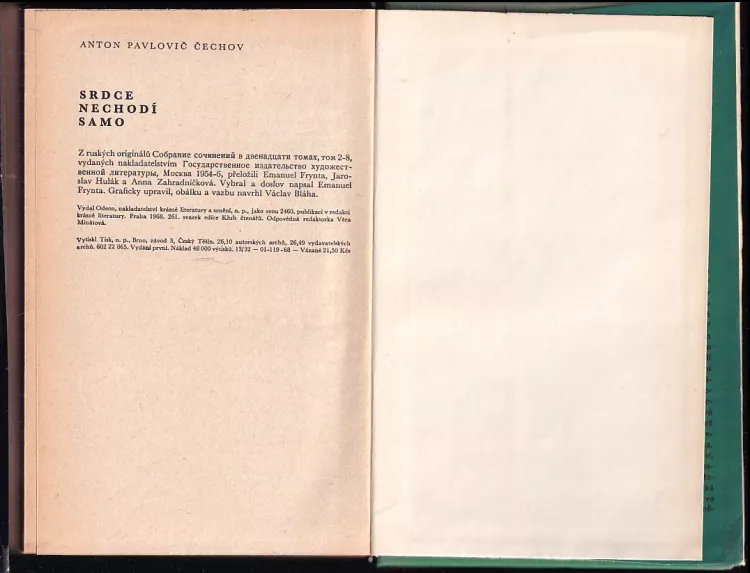 ANTON PAVLOVIČ ČECHOV
SRDCE
NECHODÍ
SAMO
Z ruských originálů Собрание сочинений в двенадцати томах, том 2-8,
vydaných nakladatelstvím Государственное издательство художест-
венной литературы, Москва 1954-6, přeložili Emanuel Frynta, Jaro-
slav Hulák a Anna Zahradníčková. Vybral a doslov napsal Emanuel
Frynta. Graficky upravil, obálku a vazbu navrhl Václav Bláha.
Vydal Odeon, nakladatelství krásné literatury a umění, n. p., jako svou 2460. publikaci v redakci
krásné literatury. Praha 1968. 261. svazek edice Klub čtenářů. Odpovědná redaktorka Věra
Minátová.
Vytiskl Tisk, n. p., Brno, závod 3, Český Těšín. 26,10 autorských archů, 26,49 vydavatelských
archů. 602 22 865. Vydání první. Náklad 48 000 výtisků. 13/32 — 01-119-68 — Vázané 21,50 Kčs